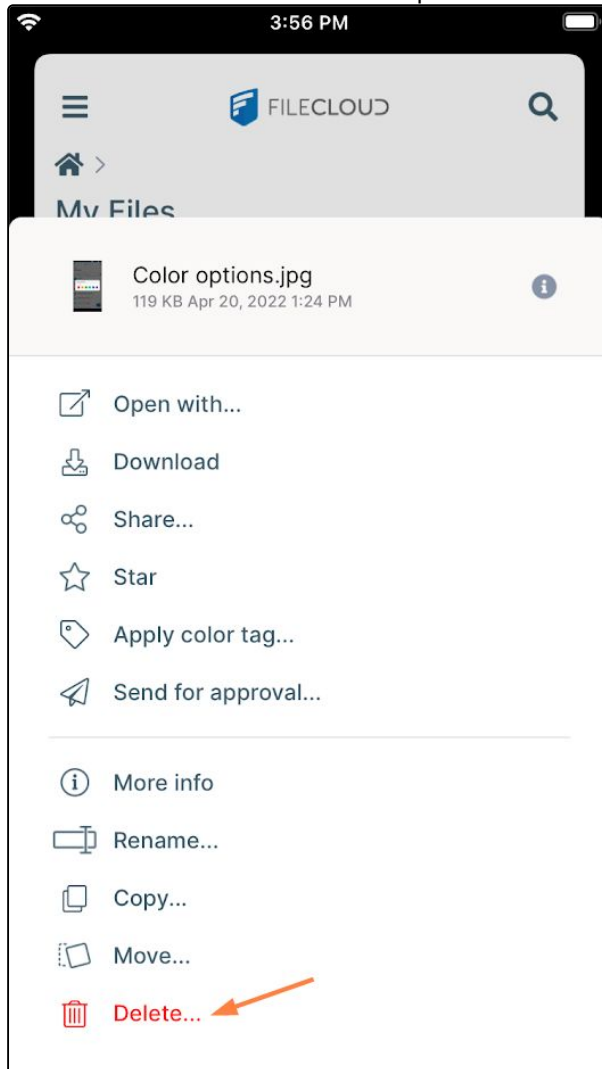 3:56 PM
FILECLOUD
My Files
Color options.jpg
119 KB Apr 20, 2022 1:24 PM
Open with...
Download
Share...
Star
Apply color tag...
Send for approval...
More info
Rename...
Copy...
Move...
Delete...